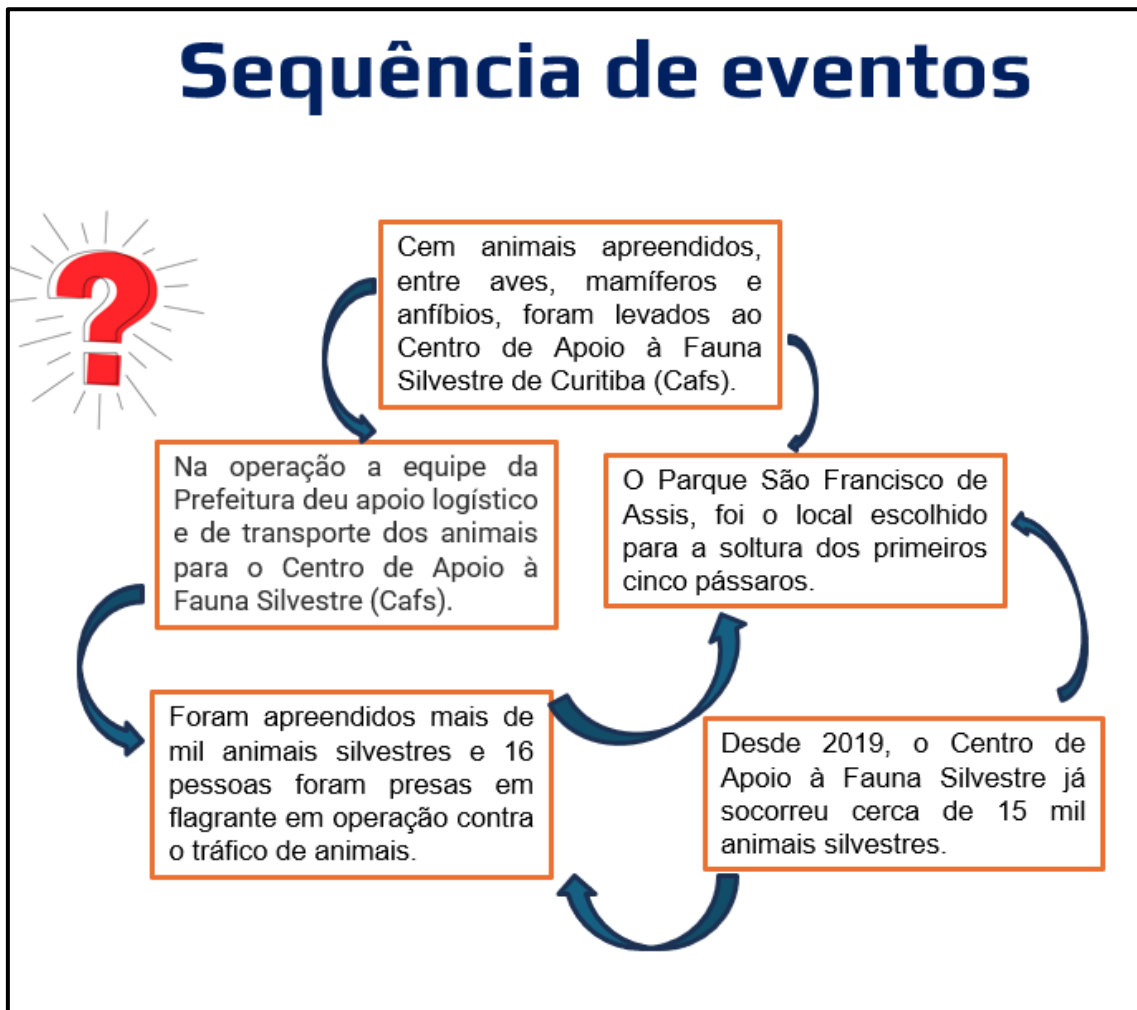 Sequência de eventos
?
Cem animais apreendidos,
entre aves, mamíferos e
anfíbios, foram levados ao
Centro de Apoio à Fauna
Silvestre de Curitiba (Cafs).
Na operação a equipe da
Prefeitura deu apoio logístico
e de transporte dos animais
para o Centro de Apoio à
Fauna Silvestre (Cafs).
O Parque São Francisco de
Assis, foi o local escolhido
para a soltura dos primeiros
cinco pássaros.
Foram apreendidos mais de
mil animais silvestres e 16
pessoas foram presas em
flagrante em operação contra
o tráfico de animais.
Desde 2019, o Centro de
Apoio à Fauna Silvestre já
socorreu cerca de 15 mil
animais silvestres.